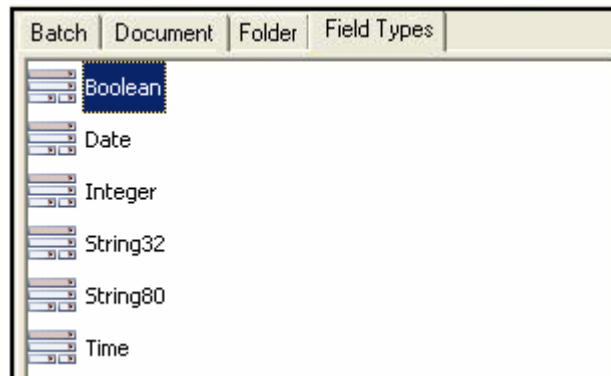 Batch Document Folder Field Types
Boolean
Date
Integer
String32
String80
Time